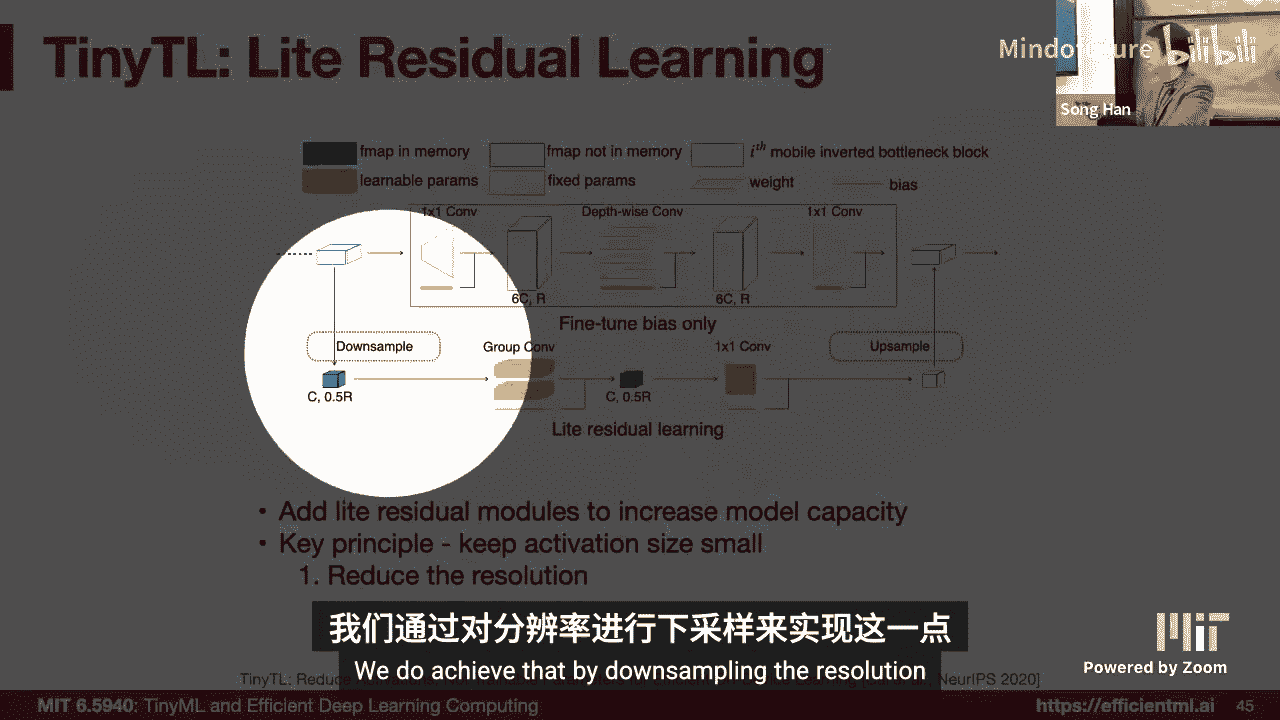 TinyTL: Lite Residual Learning
bilibili
Song Han
fmap in memory
fmap not in memory
i^th mobile inverted bottleneck block
learnable params
fixed params
weight
bias
1x1 Conv
Depth-wise Conv
1x1 Conv
6C, R
6C, R
Fine-tune bias only
Downsample
Group Conv
1x1 Conv
Upsample
C, 0.5R
C, 0.5R
Lite residual learning
• Add lite residual modules to increase model capacity
• Key principle - keep activation size small
1. Reduce the resolution
我们通过对分辨率进行下采样来实现这一点
We do achieve that by downsampling the resolution
TinyTL: Reduce
NeurIPS 2020]
MiT
Powered by Zoom
MIT 6.5940: TinyML and Efficient Deep Learning Computing
https://efficientml.ai
45